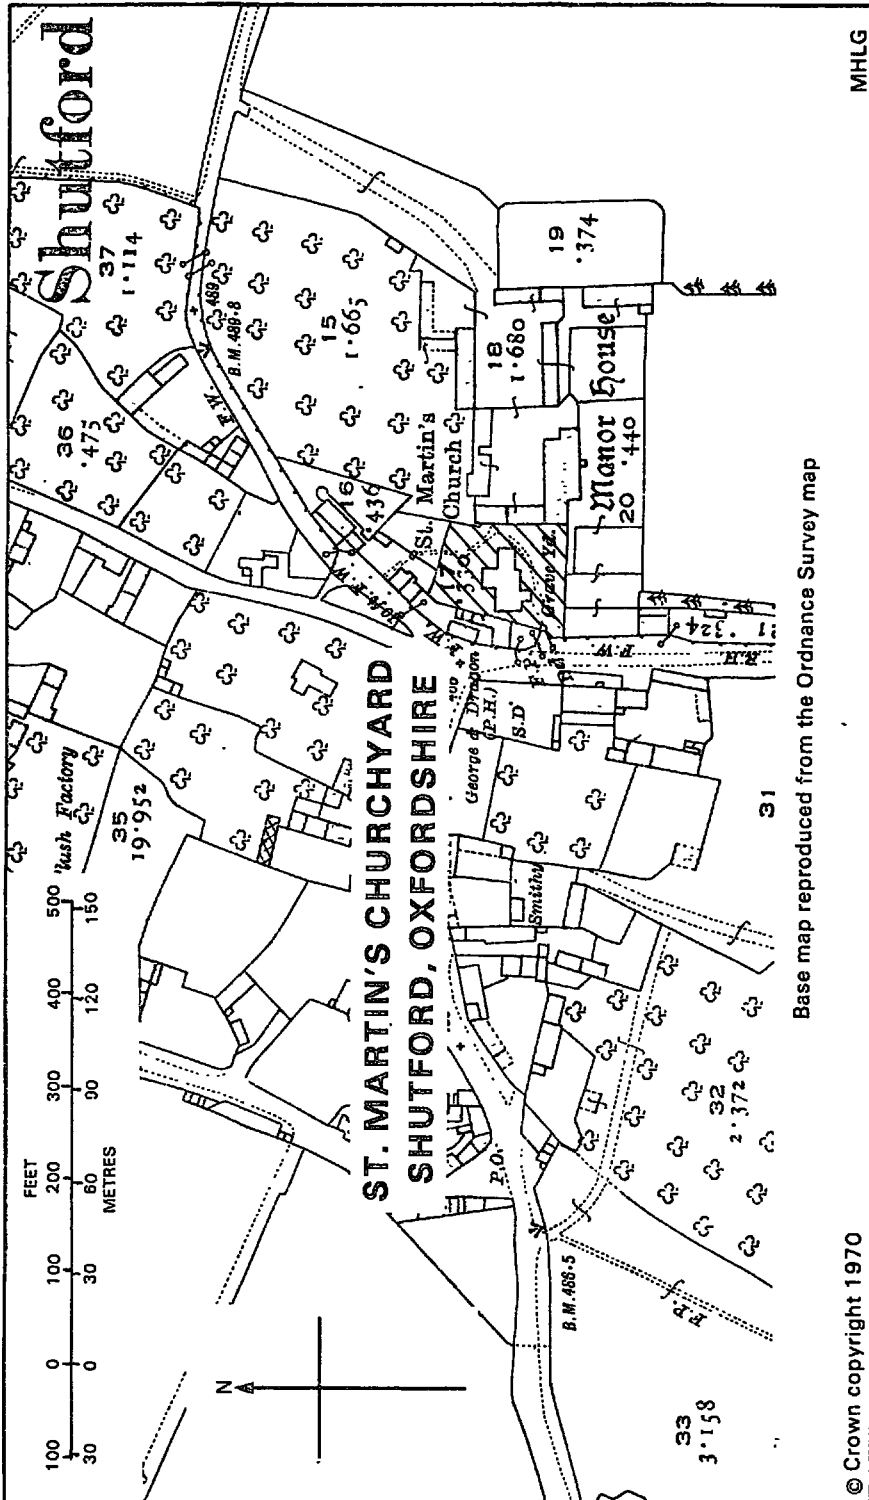 Shutford
FEET
100 0 100 200 300 400 500
30 0 30 60 90 120 150
METRES
N
36
.475
37
1.114
35
19.952
Factory
F.W.
489
B.M. 489.8
15
1.665
16
.436
F.W.
ST. MARTIN'S CHURCHYARD
SHUTFORD, OXFORDSHIRE
St. Martin's
Church
17
Grave Yd.
18
1.680
19
.374
Manor House
20 .440
.324
F.W.
R.H.
George & Dragon
(P.H.)
S.D.
Smithy
P.O.
B.M. 488.5
F.P.
31
32
2.372
33
3.158
Base map reproduced from the Ordnance Survey map
© Crown copyright 1970
MHLG